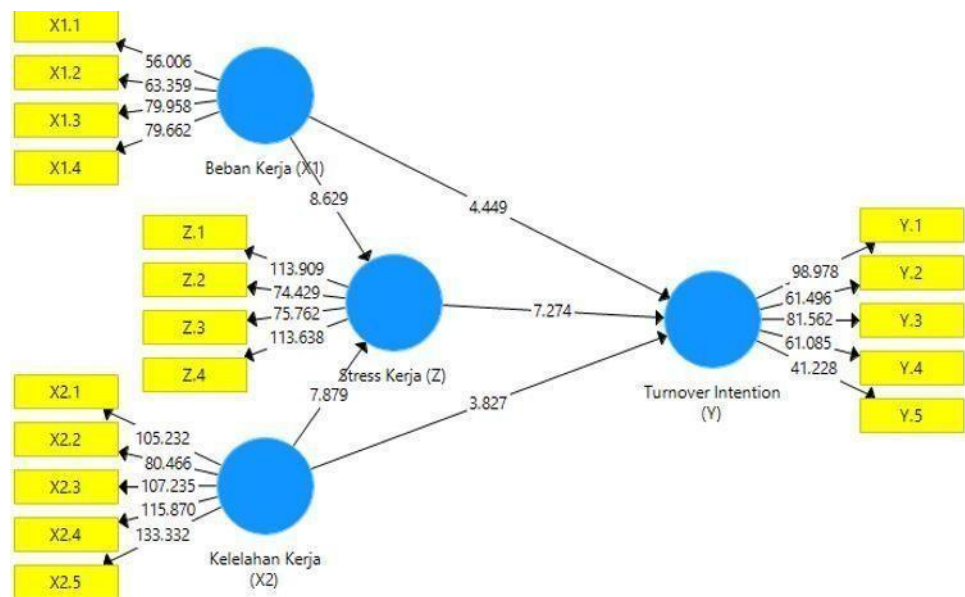 X1.1
X1.2
X1.3
X1.4
56.006
63.359
79.958
79.662
Beban Kerja (X1)
8.629
4.449
Z.1
Z.2
Z.3
Z.4
113.909
74.429
75.762
113.638
Stress Kerja (Z)
7.274
7.879
3.827
Y.1
Y.2
Y.3
Y.4
Y.5
98.978
61.496
81.562
61.085
41.228
Turnover Intention
(Y)
X2.1
X2.2
X2.3
X2.4
X2.5
105.232
80.466
107.235
115.870
133.332
Kelelahan Kerja
(X2)